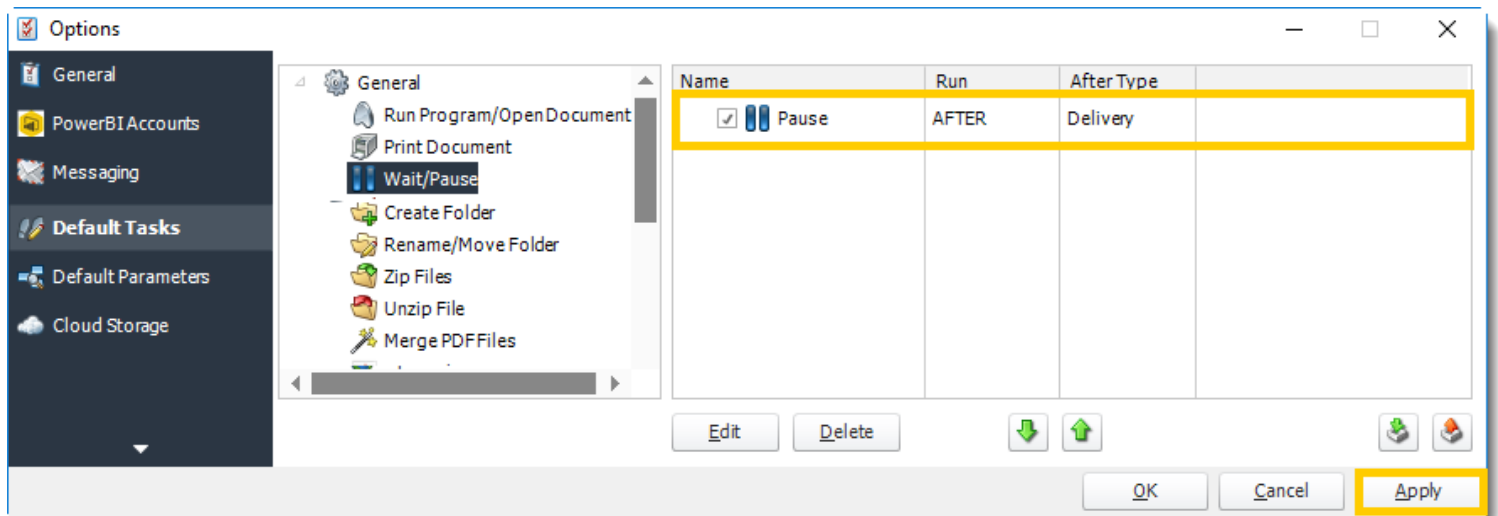 Options
General
PowerBI Accounts
Messaging
Default Tasks
Default Parameters
Cloud Storage
General
Run Program/Open Document
Print Document
Wait/Pause
Create Folder
Rename/Move Folder
Zip Files
Unzip File
Merge PDF Files
Name Run After Type
Pause AFTER Delivery
Edit Delete
OK Cancel Apply